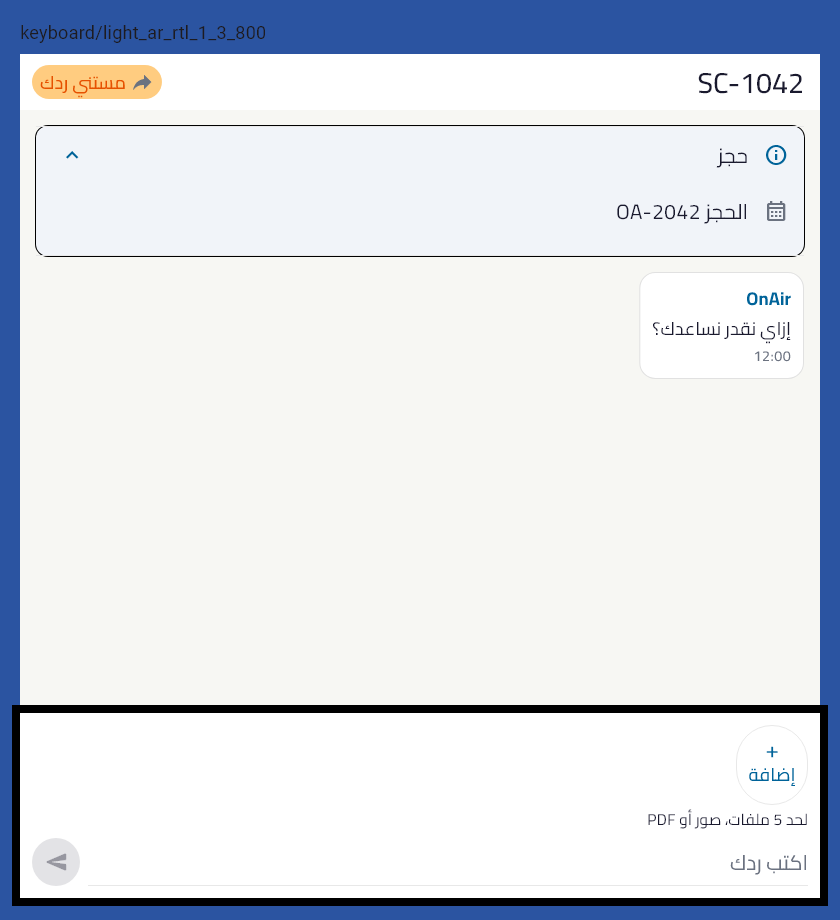 keyboard/light_ar_rtl_1_3_800
SC-1042
مستني ردك
حجز
الحجز OA-2042
OnAir
إزاي نقدر نساعدك؟
12:00
+
إضافة
لحد 5 ملفات، صور أو PDF
اكتب ردك